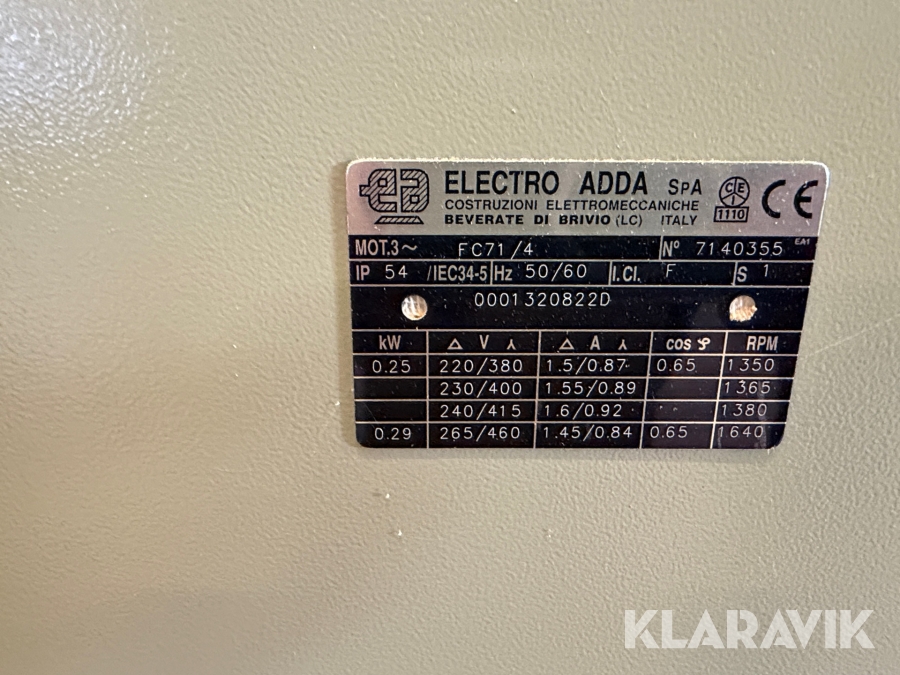 ea ELECTRO ADDA SpA
COSTRUZIONI ELETTROMECCANICHE
BEVERATE DI BRIVIO (LC) ITALY
CE I 1110 CE
MOT.3~ FC71/4 N° 7140355 EA1
IP 54 /IEC34-5 Hz 50/60 I.Cl. F S 1
0001320822D
kW Δ V Y Δ A Y cos φ RPM
0.25 220/380 1.5/0.87 0.65 1350
230/400 1.55/0.89 1365
240/415 1.6/0.92 1380
0.29 265/460 1.45/0.84 0.65 1640
KLARAVIK